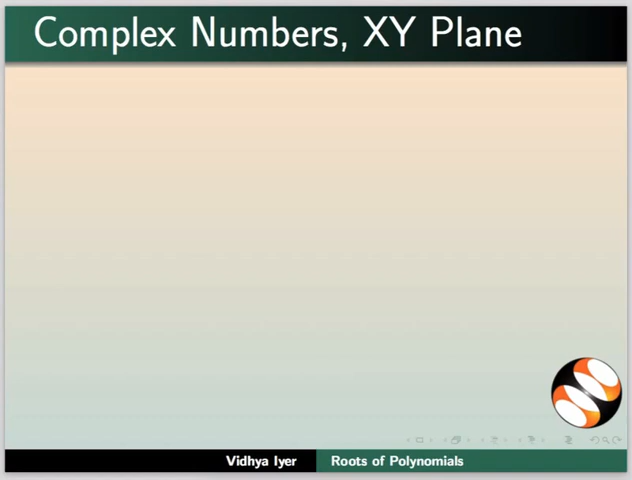 Complex Numbers, XY Plane
Vidhya Iyer
Roots of Polynomials